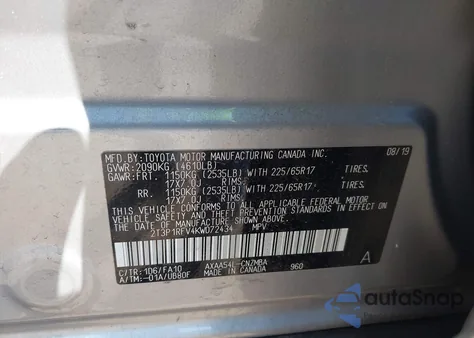 MFD.BY:TOYOTA MOTOR MANUFACTURING CANADA INC. 08/19
GVWR:2090KG (4610LB)
GAWR:FRT. 1150KG (2535LB) WITH 225/65R17 TIRES.
17X7.0J RIMS
RR. 1150KG (2535LB) WITH 225/65R17 TIRES.
17X7.0J RIMS
THIS VEHICLE CONFORMS TO ALL APPLICABLE FEDERAL MOTOR
VEHICLE SAFETY AND THEFT PREVENTION STANDARDS IN EFFECT ON
THE DATE OF MANUFACTURE SHOWN ABOVE.
2T3P1RFV4KW072434 MPV
C/TR:1D6/FA10 AXAA54L-CNZMBA A
A/TM:-01A/UB80F MADE IN CANADA 960
autoSnap